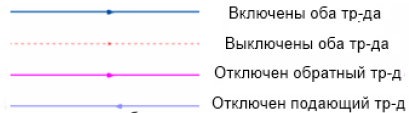 Включены оба тр-да
Выключены оба тр-да
Отключен обратный тр-д
Отключен подающий тр-д